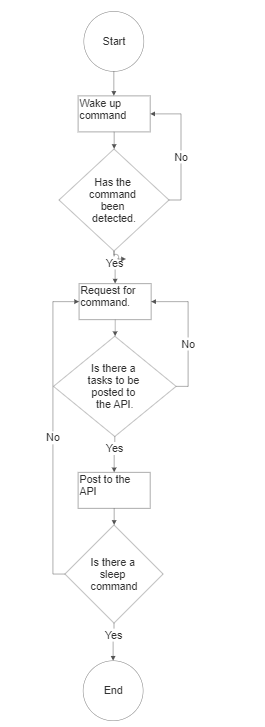 Start
Wake up
command
No
Has the
command
been
detected.
Yes
Request for
command.
No
Is there a
tasks to be
posted to
the API.
No
Yes
Post to the
API
Is there a
sleep
command
Yes
End